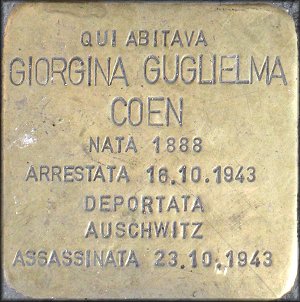 QUI ABITAVA
GIORGINA GUGLIELMA
COEN
NATA 1888
ARRESTATA 16.10.1943
DEPORTATA
AUSCHWITZ
ASSASSINATA 23.10.1943